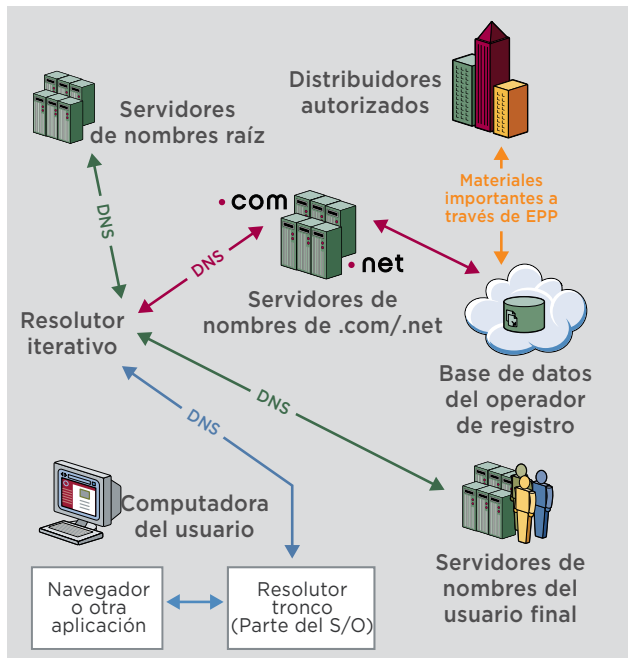 Distribuidores
autorizados
Servidores
de nombres raíz
Materiales
importantes a
través de EPP
DNS
.com
DNS
.net
Servidores de
nombres de .com/.net
Resolutor
iterativo
Base de datos
del operador
de registro
DNS
DNS
Computadora
del usuario
Servidores de
nombres del
usuario final
Navegador
o otra
aplicación
Resolutor
tronco
(Parte del S/O)